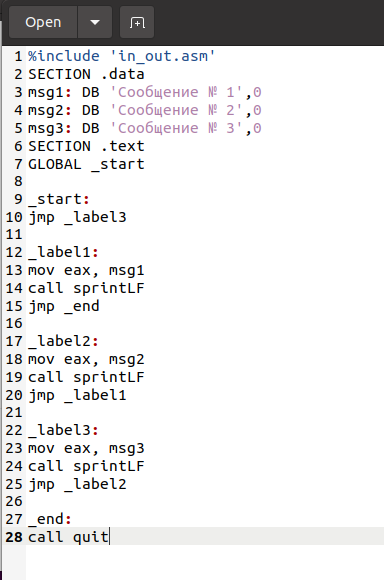 Open
1 %include 'in_out.asm'
2 SECTION .data
3 msg1: DB 'Сообщение № 1',0
4 msg2: DB 'Сообщение № 2',0
5 msg3: DB 'Сообщение № 3',0
6 SECTION .text
7 GLOBAL _start
8
9 _start:
10 jmp _label3
11
12 _label1:
13 mov eax, msg1
14 call sprintLF
15 jmp _end
16
17 _label2:
18 mov eax, msg2
19 call sprintLF
20 jmp _label1
21
22 _label3:
23 mov eax, msg3
24 call sprintLF
25 jmp _label2
26
27 _end:
28 call quit